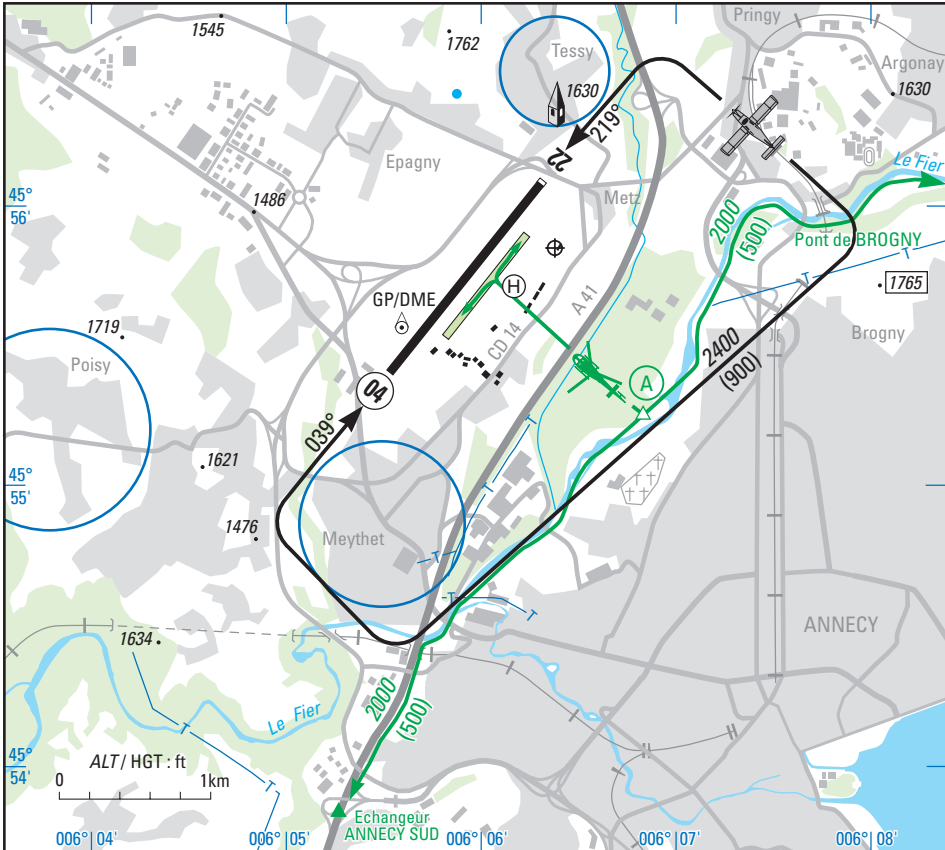 1545
1762
Tessy
1630
Pringy
Argonay
1630
219°
22
Epagny
Metz
Le Fier
45°
56'
1486
2000
(500)
Pont de BROGNY
1765
GP/DME
H
A 41
CD 14
1719
Poisy
Brogny
2400
(900)
04
A
039°
1621
45°
55'
1476
Meythet
ANNECY
1634
Le Fier
2000
(500)
45°
54'
ALT / HGT : ft
0 1km
Echangeur
ANNECY SUD
006° 04' 006° 05' 006° 06' 006° 07' 006° 08'
T
T
T
T
T
T
T
T
T
T